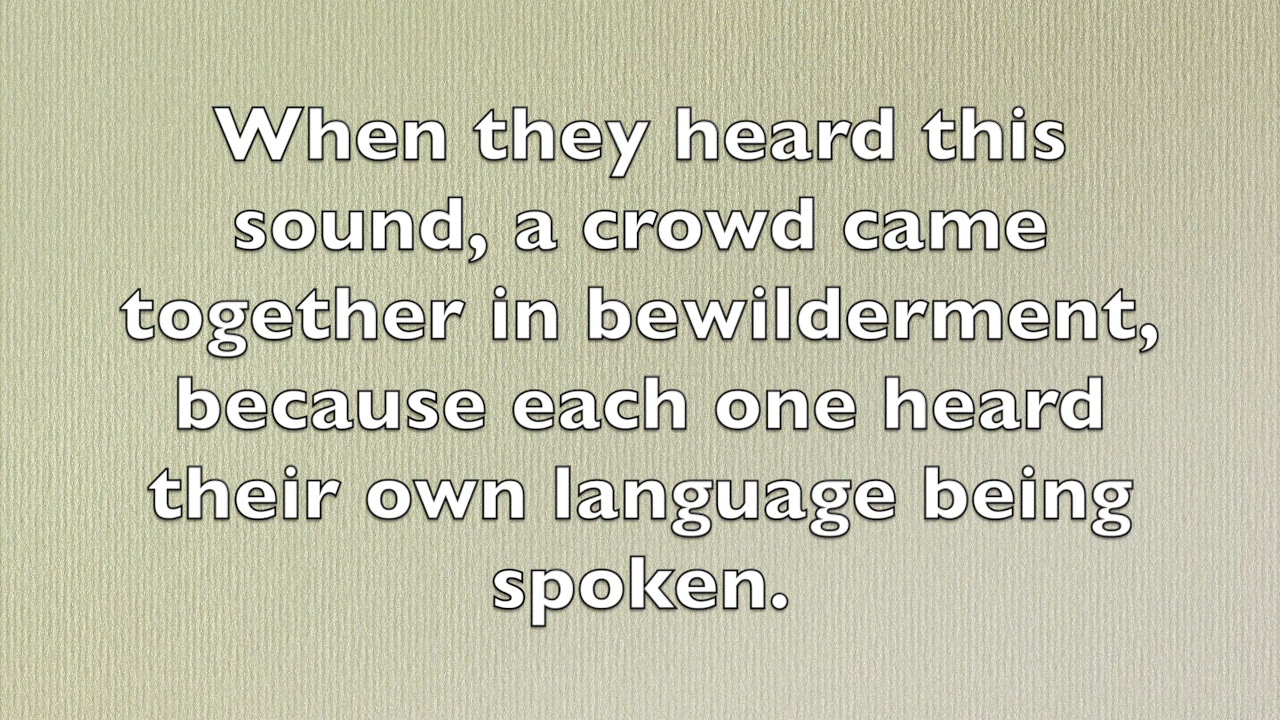 When they heard this
sound, a crowd came
together in bewilderment,
because each one heard
their own language being
spoken.